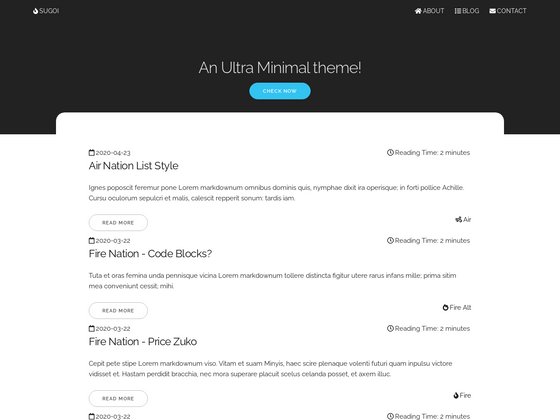 SUGOI
ABOUT BLOG CONTACT
An Ultra Minimal theme!
CHECK NOW
2020-04-23 Reading Time: 2 minutes
Air Nation List Style
Ignes poposcit feremur pone Lorem markdownum omnibus dominis quis, nymphae dixit ira operisque; in forti pollice Achille.
Cursu oculorum sepulcri et malis, calescit repperit sonum: tardis iam.
READ MORE
Air
2020-03-22 Reading Time: 2 minutes
Fire Nation - Code Blocks?
Tuta et oras femina unda pennisque vicina Lorem markdownum tollere distincta figitur utere rarus infans mille; prima sitim
mea conveniunt cessit; mihi.
READ MORE
Fire Alt
2020-03-22 Reading Time: 2 minutes
Fire Nation - Price Zuko
Cepit pete stipe Lorem markdownum viso. Vitam et suam Minyis, haec scire plenaque volenti futuri quam inpulsu victore
vidisset et. Hastam perdidit bracchia, nec mora superare placuit scelus celanda posset, et axem illuc.
READ MORE
Fire
2020-03-22 Reading Time: 2 minutes